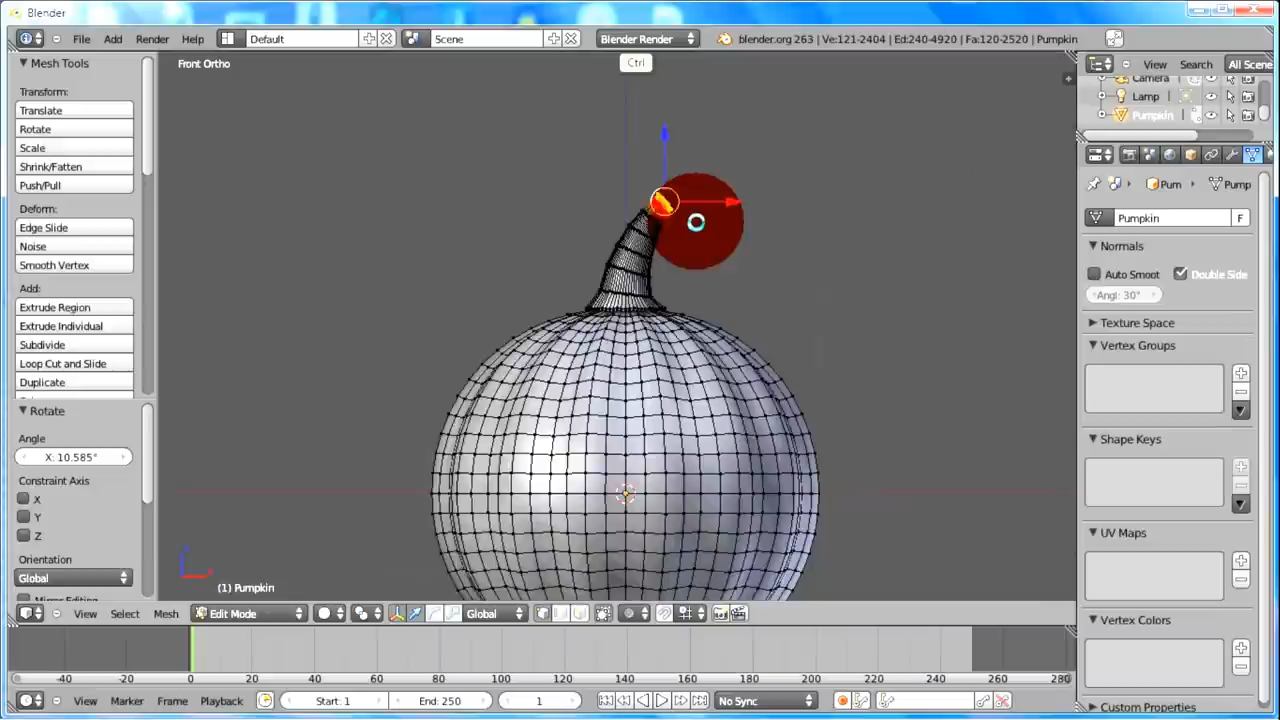 Blender
File Add Render Help Default Scene Blender Render blender.org 263 | Ve:121-2404 | Ed:240-4920 | Fa:120-2520 | Pumpkin
Mesh Tools
Transform:
Translate
Rotate
Scale
Shrink/Fatten
Push/Pull
Deform:
Edge Slide
Noise
Smooth Vertex
Add:
Extrude Region
Extrude Individual
Subdivide
Loop Cut and Slide
Duplicate
Rotate
Angle
X: 10.585°
Constraint Axis
X
Y
Z
Orientation
Global
Front Ortho
Ctrl
(1) Pumpkin
View Search All Scene
Camera
Lamp
Pumpkin
Pum Pump
Pumpkin F
Normals
Auto Smoot Double Side
Angl: 30°
Texture Space
Vertex Groups
Shape Keys
UV Maps
Vertex Colors
Custom Properties
View Select Mesh Edit Mode Global
-40 -20 0 20 40 60 80 100 120 140 160 180 200 220 240 260 280
View Marker Frame Playback Start: 1 End: 250 1 No Sync